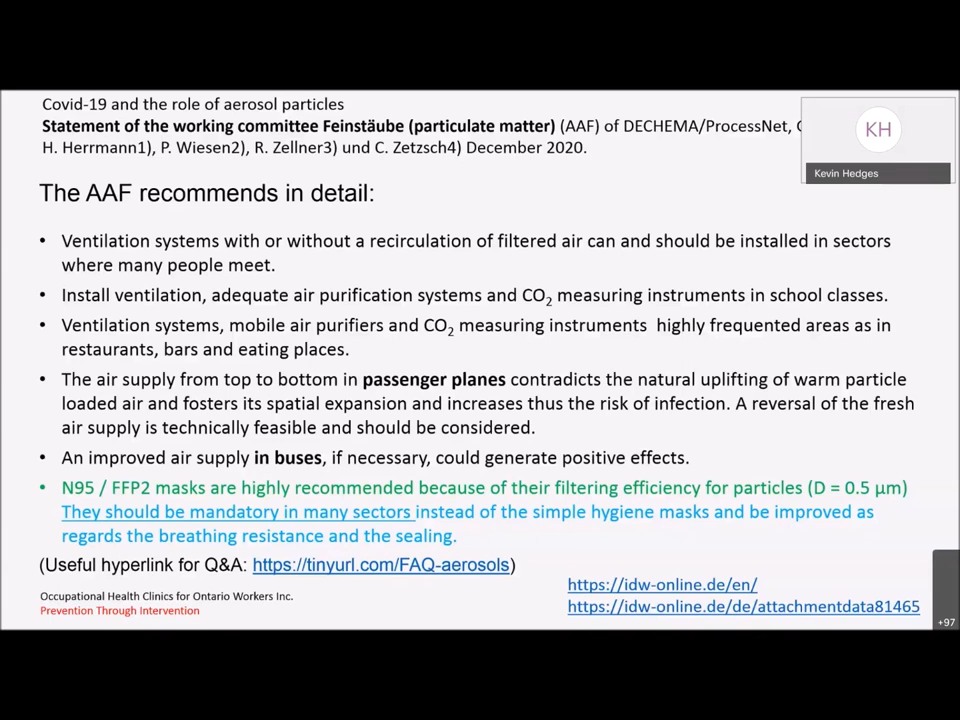 Covid-19 and the role of aerosol particles
Statement of the working committee Feinstäube (particulate matter) (AAF) of DECHEMA/ProcessNet,
H. Herrmann1), P. Wiesen2), R. Zellner3) und C. Zetzsch4) December 2020.
KH
Kevin Hedges
The AAF recommends in detail:
• Ventilation systems with or without a recirculation of filtered air can and should be installed in sectors
where many people meet.
• Install ventilation, adequate air purification systems and CO2 measuring instruments in school classes.
• Ventilation systems, mobile air purifiers and CO2 measuring instruments highly frequented areas as in
restaurants, bars and eating places.
• The air supply from top to bottom in passenger planes contradicts the natural uplifting of warm particle
loaded air and fosters its spatial expansion and increases thus the risk of infection. A reversal of the fresh
air supply is technically feasible and should be considered.
• An improved air supply in buses, if necessary, could generate positive effects.
• N95 / FFP2 masks are highly recommended because of their filtering efficiency for particles (D = 0.5 µm)
They should be mandatory in many sectors instead of the simple hygiene masks and be improved as
regards the breathing resistance and the sealing.
(Useful hyperlink for Q&A: https://tinyurl.com/FAQ-aerosols)
https://idw-online.de/en/
https://idw-online.de/de/attachmentdata81465
Occupational Health Clinics for Ontario Workers Inc.
Prevention Through Intervention
+97